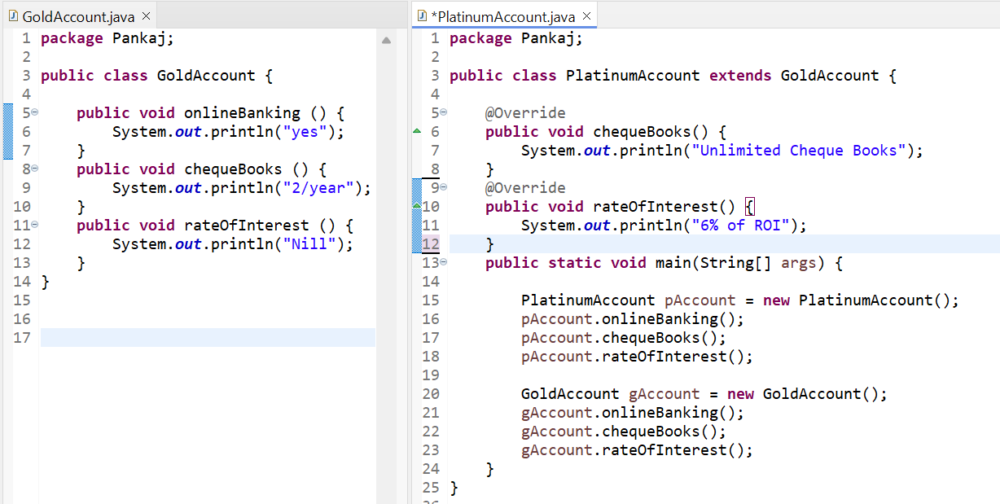 GoldAccount.java
1 package Pankaj;
2
3 public class GoldAccount {
4
5 public void onlineBanking () {
6 System.out.println("yes");
7 }
8 public void chequeBooks () {
9 System.out.println("2/year");
10 }
11 public void rateOfInterest () {
12 System.out.println("Nill");
13 }
14 }
15
16
17
*PlatinumAccount.java
1 package Pankaj;
2
3 public class PlatinumAccount extends GoldAccount {
4
5 @Override
6 public void chequeBooks() {
7 System.out.println("Unlimited Cheque Books");
8 }
9 @Override
10 public void rateOfInterest() {
11 System.out.println("6% of ROI");
12 }
13 public static void main(String[] args) {
14
15 PlatinumAccount pAccount = new PlatinumAccount();
16 pAccount.onlineBanking();
17 pAccount.chequeBooks();
18 pAccount.rateOfInterest();
19
20 GoldAccount gAccount = new GoldAccount();
21 gAccount.onlineBanking();
22 gAccount.chequeBooks();
23 gAccount.rateOfInterest();
24 }
25 }